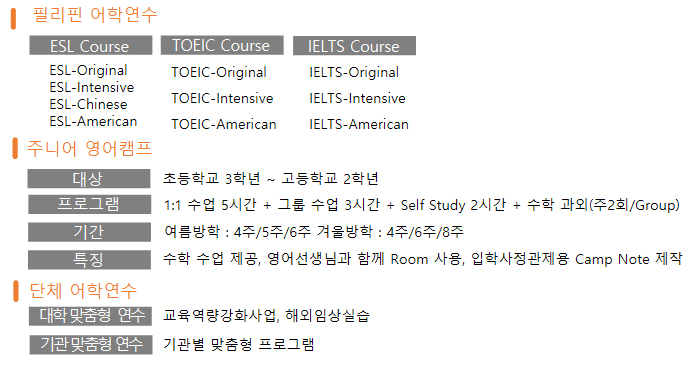 필리핀 어학연수
ESL Course TOEIC Course IELTS Course
ESL-Original TOEIC-Original IELTS-Original
ESL-Intensive TOEIC-Intensive IELTS-Intensive
ESL-Chinese
ESL-American TOEIC-American IELTS-American
주니어 영어캠프
대상 초등학교 3학년 ~ 고등학교 2학년
프로그램 1:1 수업 5시간 + 그룹 수업 3시간 + Self Study 2시간 + 수학 과외(주2회/Group)
기간 여름방학 : 4주/5주/6주 겨울방학 : 4주/6주/8주
특징 수학 수업 제공, 영어선생님과 함께 Room 사용, 입학사정관제용 Camp Note 제작
단체 어학연수
대학 맞춤형 연수 교육역량강화사업, 해외임상실습
기관 맞춤형 연수 기관별 맞춤형 프로그램